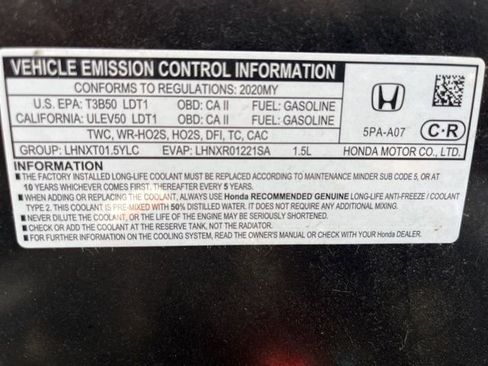 VEHICLE EMISSION CONTROL INFORMATION
CONFORMS TO REGULATIONS: 2020MY
U.S. EPA: T3B50 LDT1 OBD: CA II FUEL: GASOLINE
CALIFORNIA: ULEV50 LDT1 OBD: CA II FUEL: GASOLINE
TWC, WR-HO2S, HO2S, DFI, TC, CAC
GROUP: LHNXT01.5YLC EVAP: LHNXR01221SA 1.5L
5PA-A07 C·R
HONDA MOTOR CO., LTD.
INFORMATION
■ THE FACTORY INSTALLED LONG-LIFE COOLANT MUST BE REPLACED ACCORDING TO MAINTENANCE MINDER SUB CODE 5, OR AT
10 YEARS WHICHEVER COMES FIRST. THEREAFTER EVERY 5 YEARS.
■ WHEN ADDING OR REPLACING THE COOLANT, ALWAYS USE Honda RECOMMENDED GENUINE LONG-LIFE ANTI-FREEZE / COOLANT
TYPE 2. THIS COOLANT IS PRE-MIXED WITH 50% DISTILLED WATER. IT DOES NOT REQUIRE ANY ADDITIONAL MIXING.
■ NEVER DILUTE THE COOLANT, OR THE LIFE OF THE ENGINE MAY BE SERIOUSLY SHORTENED.
■ CHECK OR ADD COOLANT AT THE RESERVE TANK, NOT THE RADIATOR.
■ FOR FURTHER DETAILS ON THE COOLING SYSTEM, READ THE OWNER'S MANUAL OR CHECK WITH YOUR Honda DEALER.